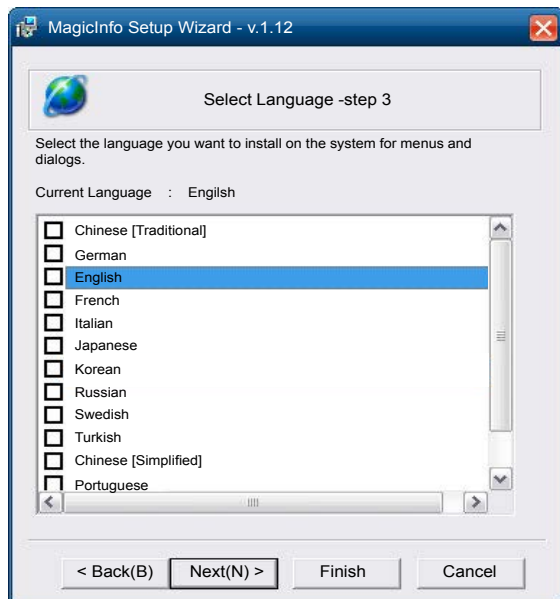 MagicInfo Setup Wizard - v.1.12
Select Language -step 3
Select the language you want to install on the system for menus and
dialogs.
Current Language : Engilsh
Chinese [Traditional]
German
English
French
Italian
Japanese
Korean
Russian
Swedish
Turkish
Chinese [Simplified]
Portuguese
< Back(B) Next(N) > Finish Cancel